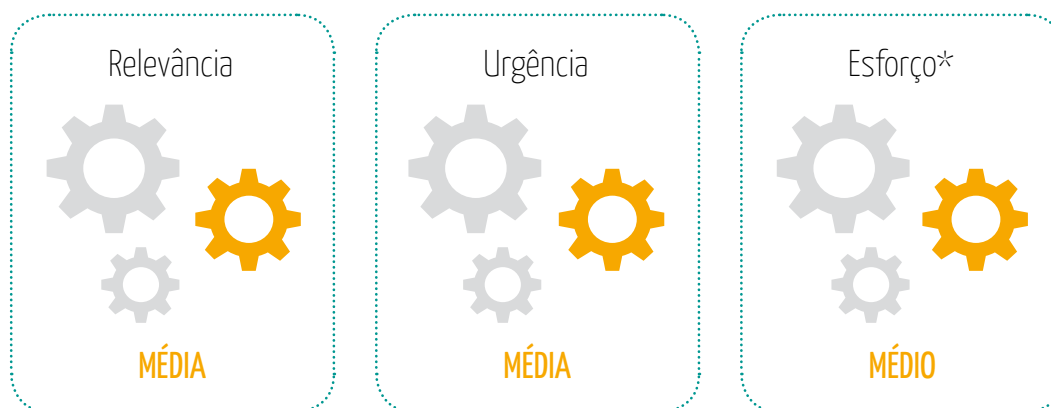 Relevância
Urgência
Esforço*
MÉDIA
MÉDIA
MÉDIO